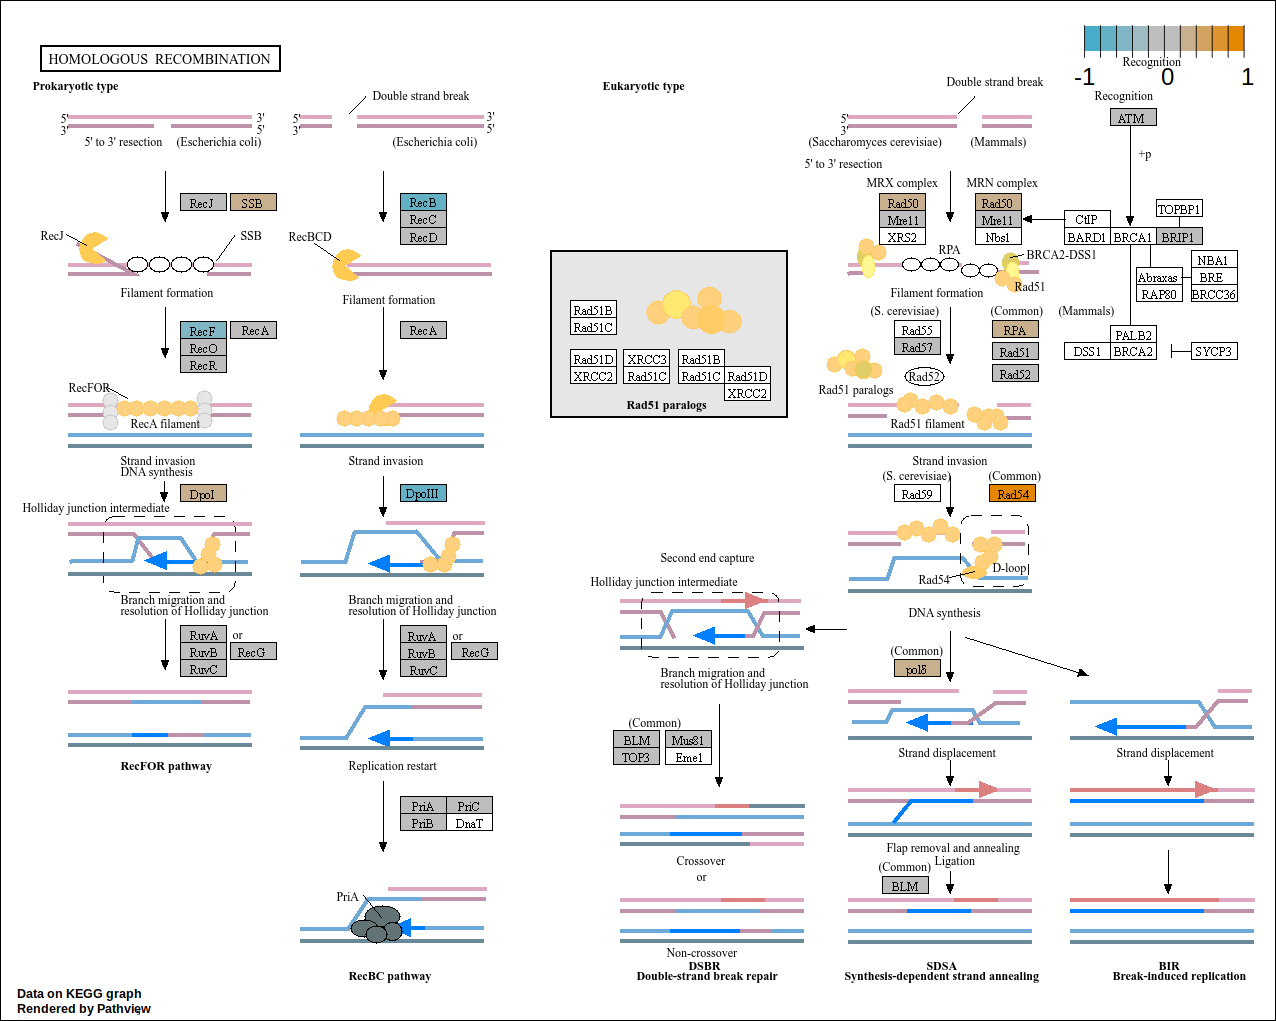 HOMOLOGOUS RECOMBINATION
Prokaryotic type
Eukaryotic type
Recognition
-1 0 1
Double strand break
5' 3'
3' 5'
5' to 3' resection (Escherichia coli)
5' 3'
3' 5'
(Escherichia coli)
RecJ SSB
RecJ
SSB
Filament formation
RecB
RecC
RecD
RecBCD
Filament formation
RecF RecA
RecO
RecR
RecFOR
RecA filament
Strand invasion
DNA synthesis
RecA
Strand invasion
DpoI
Holliday junction intermediate
Branch migration and
resolution of Holliday junction
DpoIII
Branch migration and
resolution of Holliday junction
RuvA or
RuvB RecG
RuvC
RecFOR pathway
RuvA or
RuvB RecG
RuvC
Replication restart
PriA PriC
PriB DnaT
PriA
RecBC pathway
Rad51B
Rad51C
Rad51D XRCC3 Rad51B
XRCC2 Rad51C Rad51C Rad51D
XRCC2
Rad51 paralogs
Double strand break
5'
3'
(Saccharomyces cerevisiae) (Mammals)
5' to 3' resection
MRX complex MRN complex
Rad50 Rad50
Mre11 Mre11
XRS2 Nbs1
RPA
BRCA2-DSS1
Rad51
Filament formation
Recognition
ATM
+p
TOPBP1
CtIP
BARD1 BRCA1 BRIP1
NBA1
Abraxas BRE
RAP80 BRCC36
(S. cerevisiae) (Common) (Mammals)
Rad55 RPA
Rad57 Rad51
Rad52 Rad52
PALB2
DSS1 BRCA2 SYCP3
Rad51 paralogs
Rad51 filament
Strand invasion
(S. cerevisiae) (Common)
Rad59 Rad54
D-loop
Rad54
DNA synthesis
Second end capture
Holliday junction intermediate
Branch migration and
resolution of Holliday junction
(Common)
BLM Mus81
TOP3 Eme1
Crossover
or
Non-crossover
DSBR
Double-strand break repair
(Common)
polδ
Strand displacement
Flap removal and annealing
Ligation
(Common)
BLM
SDSA
Synthesis-dependent strand annealing
Strand displacement
BIR
Break-induced replication
Data on KEGG graph
Rendered by Pathview